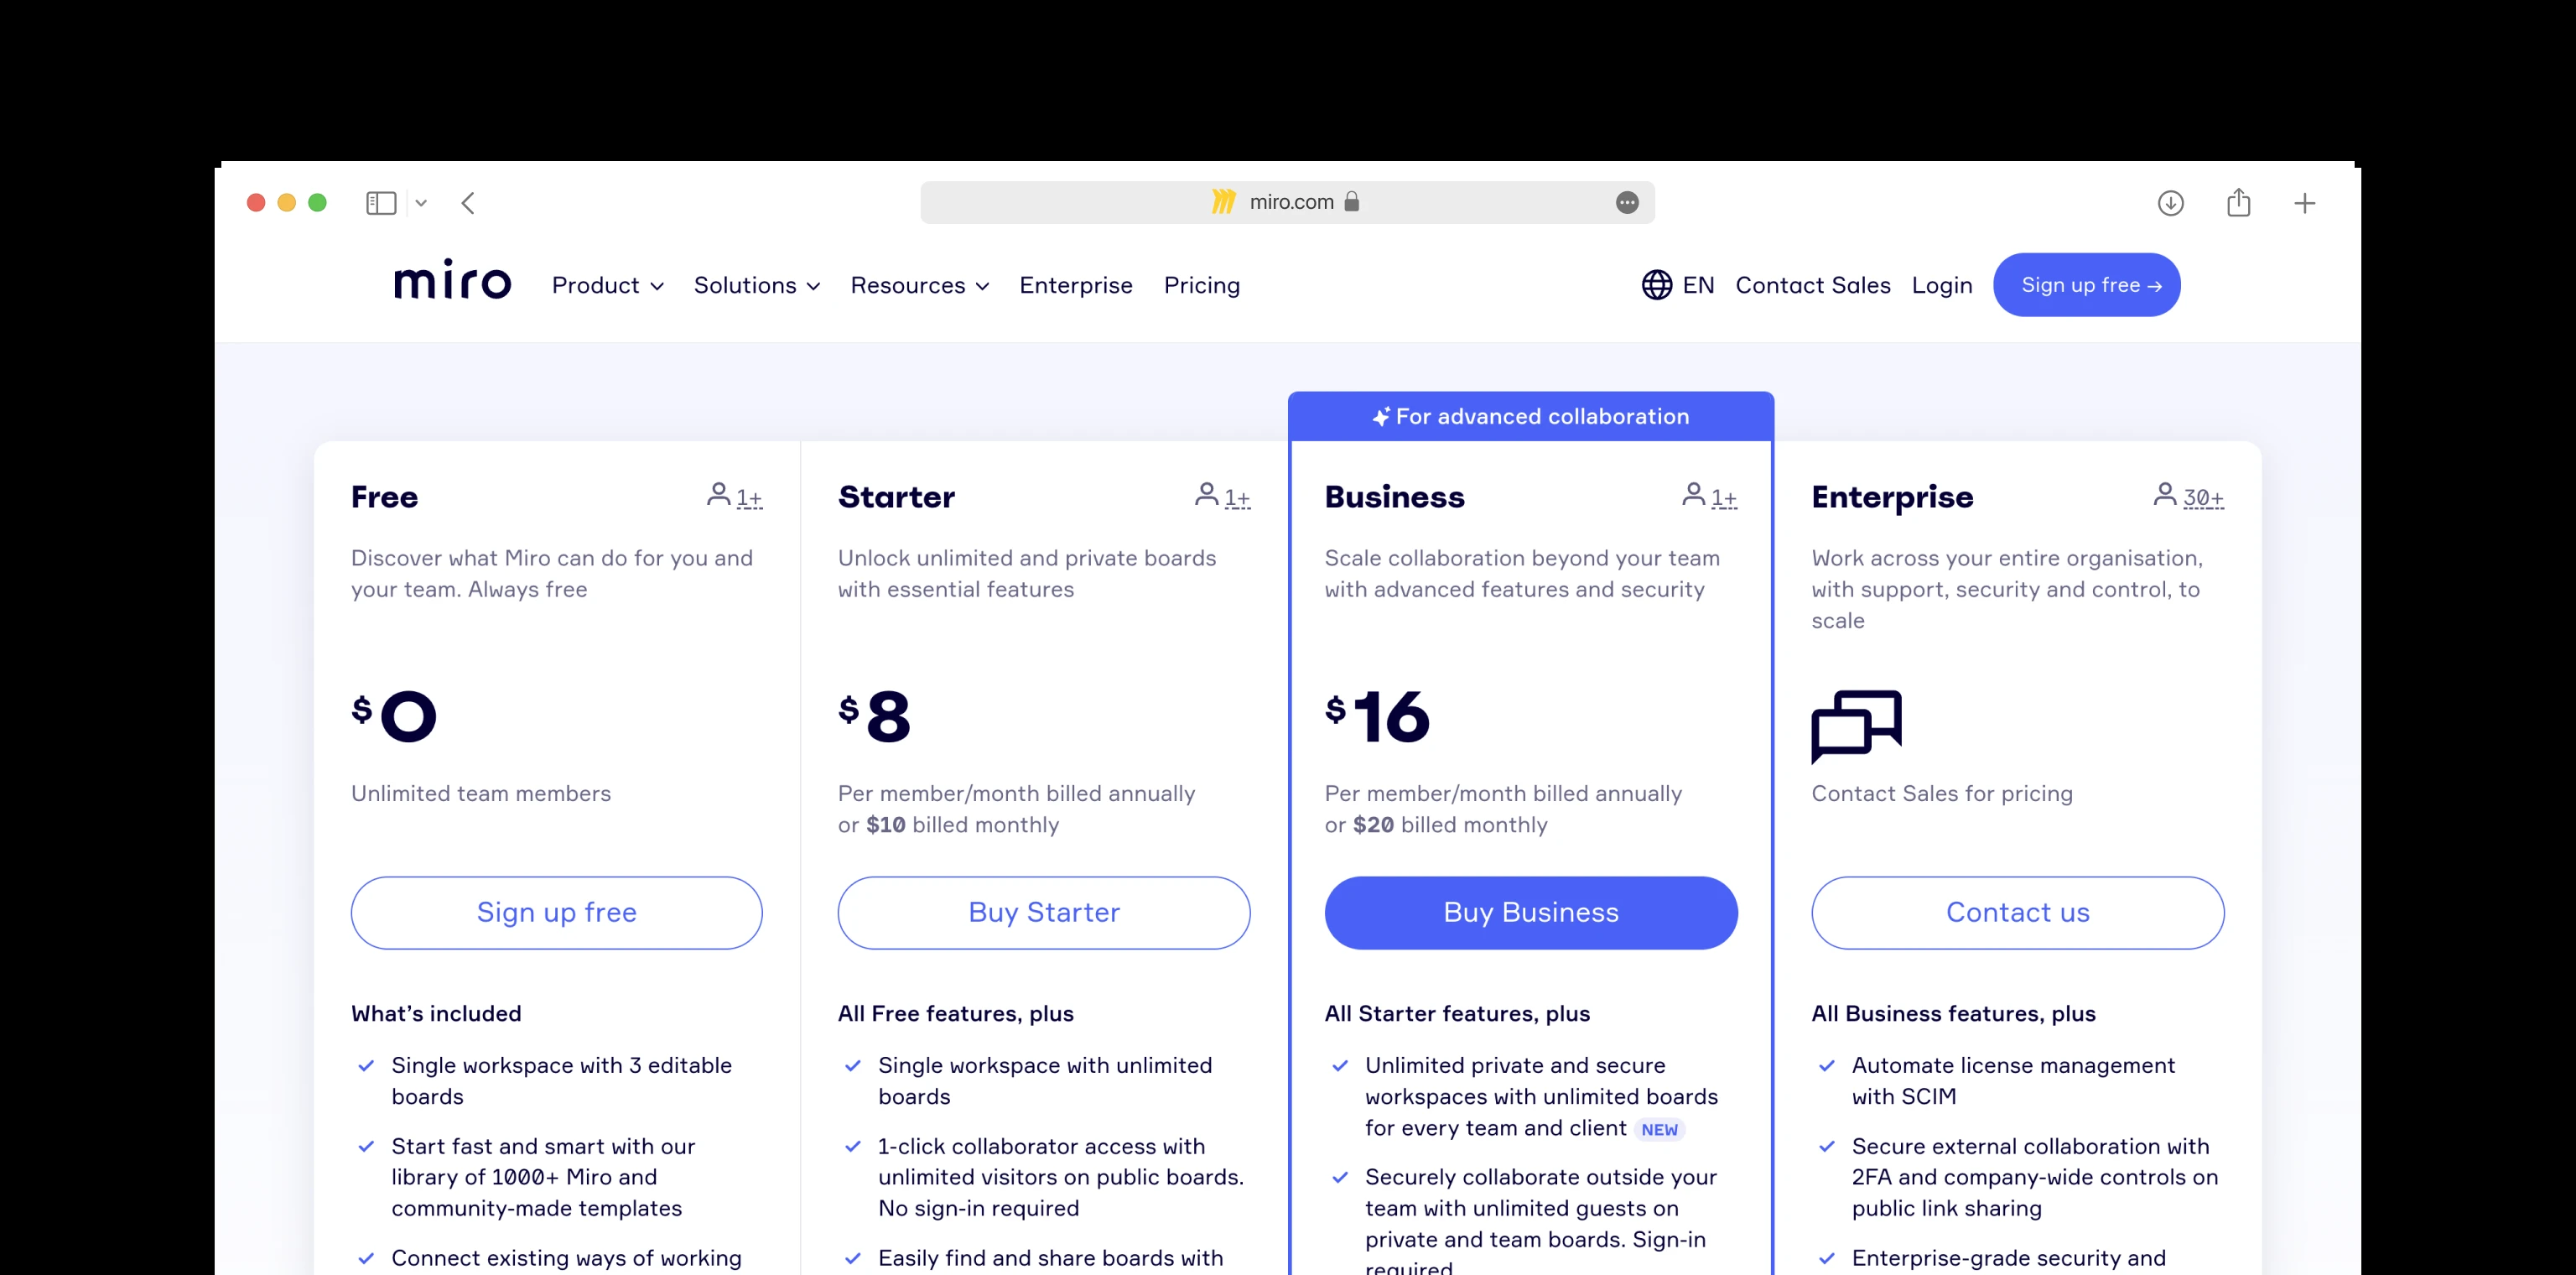 miro.com
miro Product Solutions Resources Enterprise Pricing EN Contact Sales Login Sign up free →
For advanced collaboration
Free 1+
Discover what Miro can do for you and
your team. Always free
$0
Unlimited team members
Sign up free
What's included
Single workspace with 3 editable
boards
Start fast and smart with our
library of 1000+ Miro and
community-made templates
Connect existing ways of working
Starter 1+
Unlock unlimited and private boards
with essential features
$8
Per member/month billed annually
or $10 billed monthly
Buy Starter
All Free features, plus
Single workspace with unlimited
boards
1-click collaborator access with
unlimited visitors on public boards.
No sign-in required
Easily find and share boards with
Business 1+
Scale collaboration beyond your team
with advanced features and security
$16
Per member/month billed annually
or $20 billed monthly
Buy Business
All Starter features, plus
Unlimited private and secure
workspaces with unlimited boards
for every team and client NEW
Securely collaborate outside your
team with unlimited guests on
private and team boards. Sign-in
required
Enterprise 30+
Work across your entire organisation,
with support, security and control, to
scale
Contact Sales for pricing
Contact us
All Business features, plus
Automate license management
with SCIM
Secure external collaboration with
2FA and company-wide controls on
public link sharing
Enterprise-grade security and